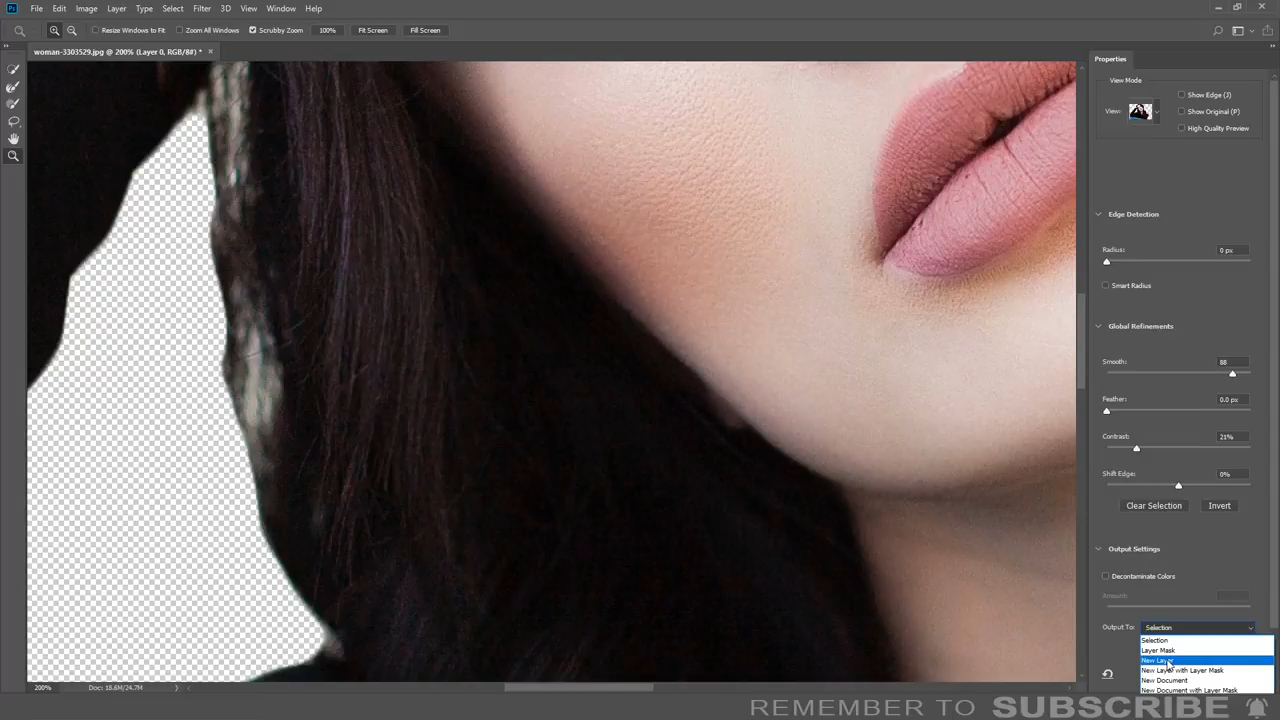 Ps File Edit Image Layer Type Select Filter 3D View Window Help
Resize Windows to Fit Zoom All Windows Scrubby Zoom 100% Fit Screen Fill Screen
woman-3303529.jpg @ 200% (Layer 0, RGB/8#) * ×
Properties
View Mode
View:
Show Edge (J)
Show Original (P)
High Quality Preview
Edge Detection
Radius: 0 px
Smart Radius
Global Refinements
Smooth: 88
Feather: 0.0 px
Contrast: 21%
Shift Edge: 0%
Clear Selection Invert
Output Settings
Decontaminate Colors
Amount:
Output To: Selection
Selection
Layer Mask
New Layer
New Layer with Layer Mask
New Document
New Document with Layer Mask
200% Doc: 18.6M/24.7M
REMEMBER TO SUBSCRIBE